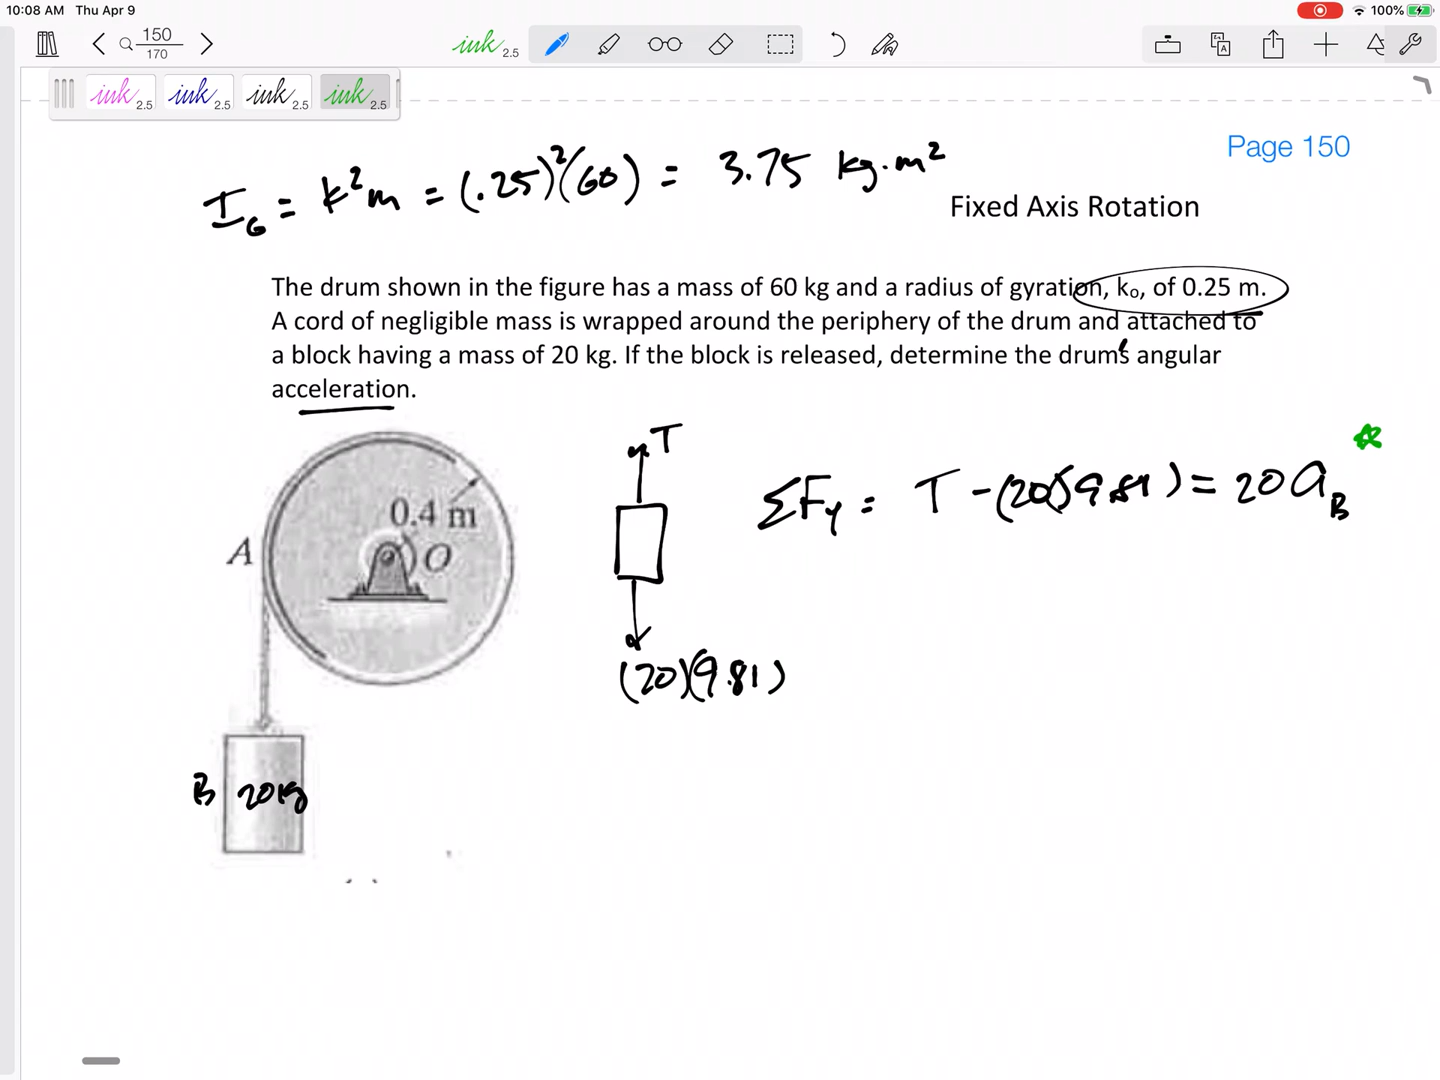 10:08 AM Thu Apr 9
100%
150
170
ink 2.5
ink 2.5 ink 2.5 ink 2.5 ink 2.5
Page 150
I_G = k²m = (.25)²(60) = 3.75 kg·m²
Fixed Axis Rotation
The drum shown in the figure has a mass of 60 kg and a radius of gyration, kₒ, of 0.25 m.
A cord of negligible mass is wrapped around the periphery of the drum and attached to
a block having a mass of 20 kg. If the block is released, determine the drum's angular
acceleration.
T
ΣF_y = T - (20)(9.81) = 20 a_B
0.4 m
A
O
(20)(9.81)
B 20kg